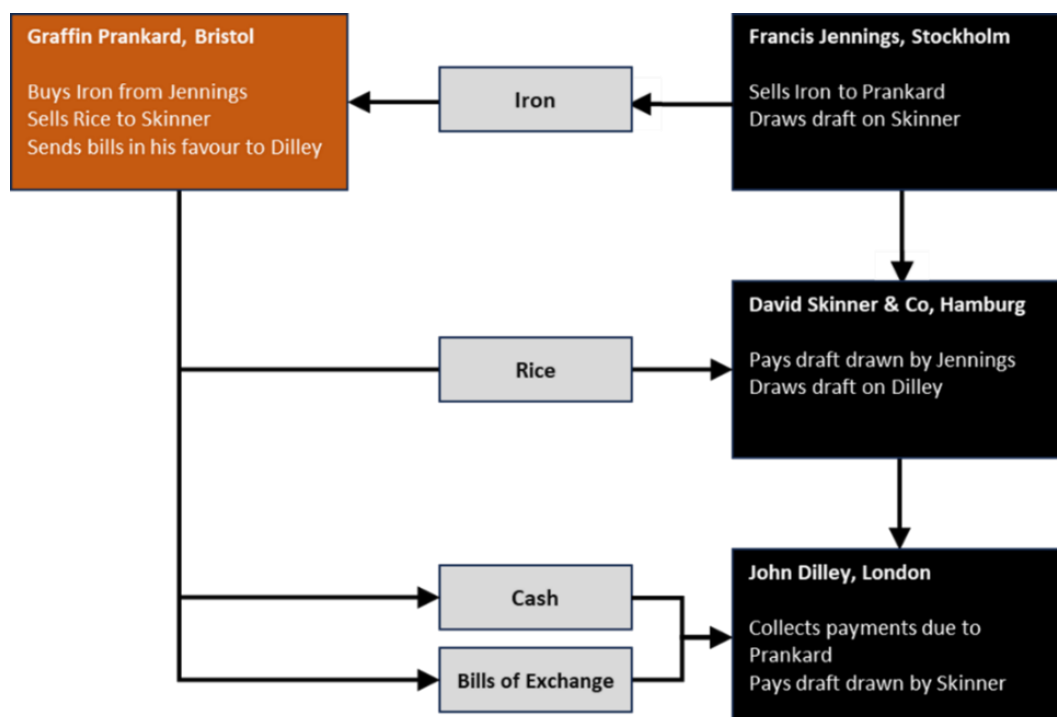 Graffin Prankard, Bristol
Buys Iron from Jennings
Sells Rice to Skinner
Sends bills in his favour to Dilley
Iron
Francis Jennings, Stockholm
Sells Iron to Prankard
Draws draft on Skinner
Rice
David Skinner & Co, Hamburg
Pays draft drawn by Jennings
Draws draft on Dilley
Cash
Bills of Exchange
John Dilley, London
Collects payments due to
Prankard
Pays draft drawn by Skinner